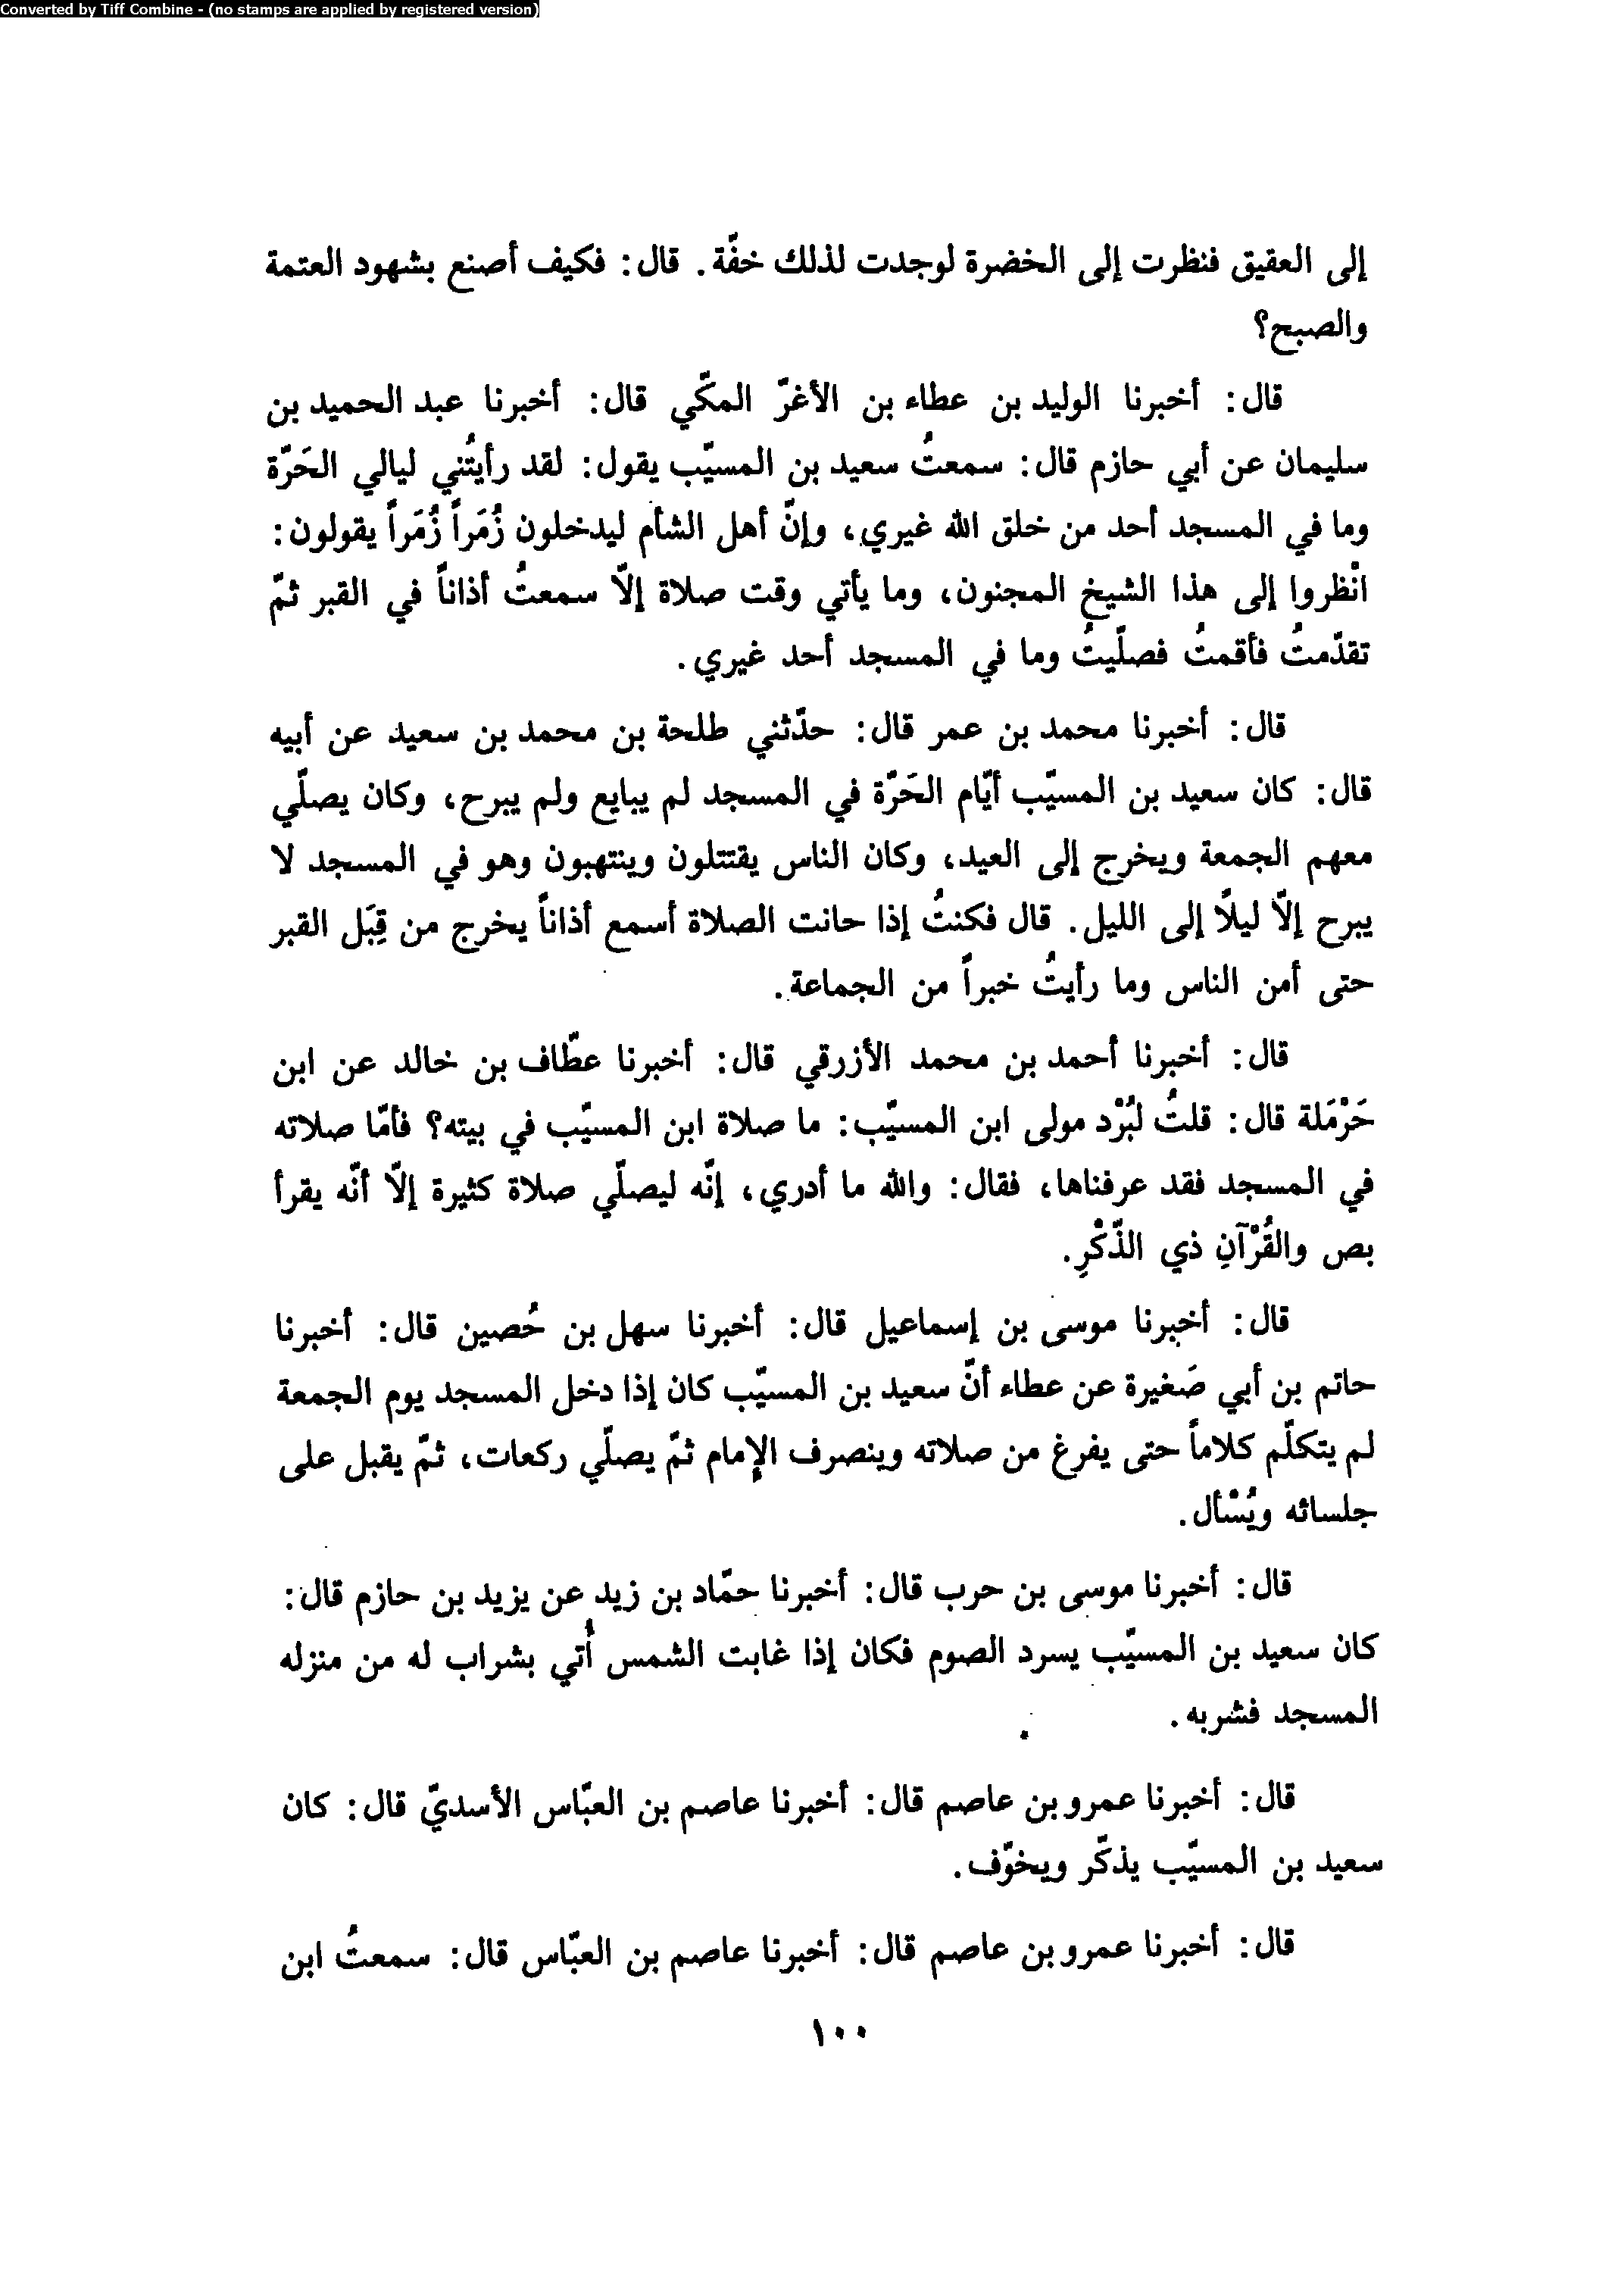 Converted by Tiff Combine - (no stamps are applied by registered version)
إلى العقيق فنظرت إلى الخضرة لوجدت لذلك خفّة. قال: فكيف أصنع بشهود العتمة
والصبح؟
قال: أخبرنا الوليد بن عطاء بن الأغرّ المكّي قال: أخبرنا عبد الحميد بن
سليمان عن أبي حازم قال: سمعتُ سعيد بن المسيّب يقول: لقد رأيتُني ليالي الحَرّة
وما في المسجد أحد من خلق الله غيري، وإنّ أهل الشأم ليدخلون زُمَراً زُمَراً يقولون:
انْظروا إلى هذا الشيخ المجنون، وما يأتي وقت صلاة إلّا سمعتُ أذاناً في القبر ثمّ
تقدّمتُ فأقمتُ فصلّيتُ وما في المسجد أحد غيري.
قال: أخبرنا محمد بن عمر قال: حدّثني طلحة بن محمد بن سعيد عن أبيه
قال: كان سعيد بن المسيّب أيّام الحَرّة في المسجد لم يبايع ولم يبرح، وكان يصلّي
معهم الجمعة ويخرج إلى العيد، وكان الناس يقتتلون وينتهبون وهو في المسجد لا
يبرح إلّا ليلًا إلى الليل. قال فكنتُ إذا حانت الصلاة أسمع أذاناً يخرج من قِبَل القبر
حتى أمن الناس وما رأيتُ خبراً من الجماعة.
قال: أخبرنا أحمد بن محمد الأزرقي قال: أخبرنا عطّاف بن خالد عن ابن
حَرْمَلة قال: قلتُ لبُرْد مولى ابن المسيّب: ما صلاة ابن المسيّب في بيته؟ فأمّا صلاته
في المسجد فقد عرفناها، فقال: والله ما أدري، إنّه ليصلّي صلاة كثيرة إلّا أنّه يقرأ
بص والقُرْآنِ ذي الذّكْرِ.
قال: أخبرنا موسى بن إسماعيل قال: أخبرنا سهل بن حُصين قال: أخبرنا
حاتم بن أبي صَغيرة عن عطاء أنّ سعيد بن المسيّب كان إذا دخل المسجد يوم الجمعة
لم يتكلّم كلاماً حتى يفرغ من صلاته وينصرف الإمام ثمّ يصلّي ركعات، ثمّ يقبل على
جلسائه ويُسْأل.
قال: أخبرنا موسى بن حرب قال: أخبرنا حمّاد بن زيد عن يزيد بن حازم قال:
كان سعيد بن المسيّب يسرد الصوم فكان إذا غابت الشمس أُتي بشراب له من منزله
المسجد فشربه.
قال: أخبرنا عمرو بن عاصم قال: أخبرنا عاصم بن العبّاس الأسديّ قال: كان
سعيد بن المسيّب يذكّر ويخوّف.
قال: أخبرنا عمرو بن عاصم قال: أخبرنا عاصم بن العبّاس قال: سمعتُ ابن
١٠٠